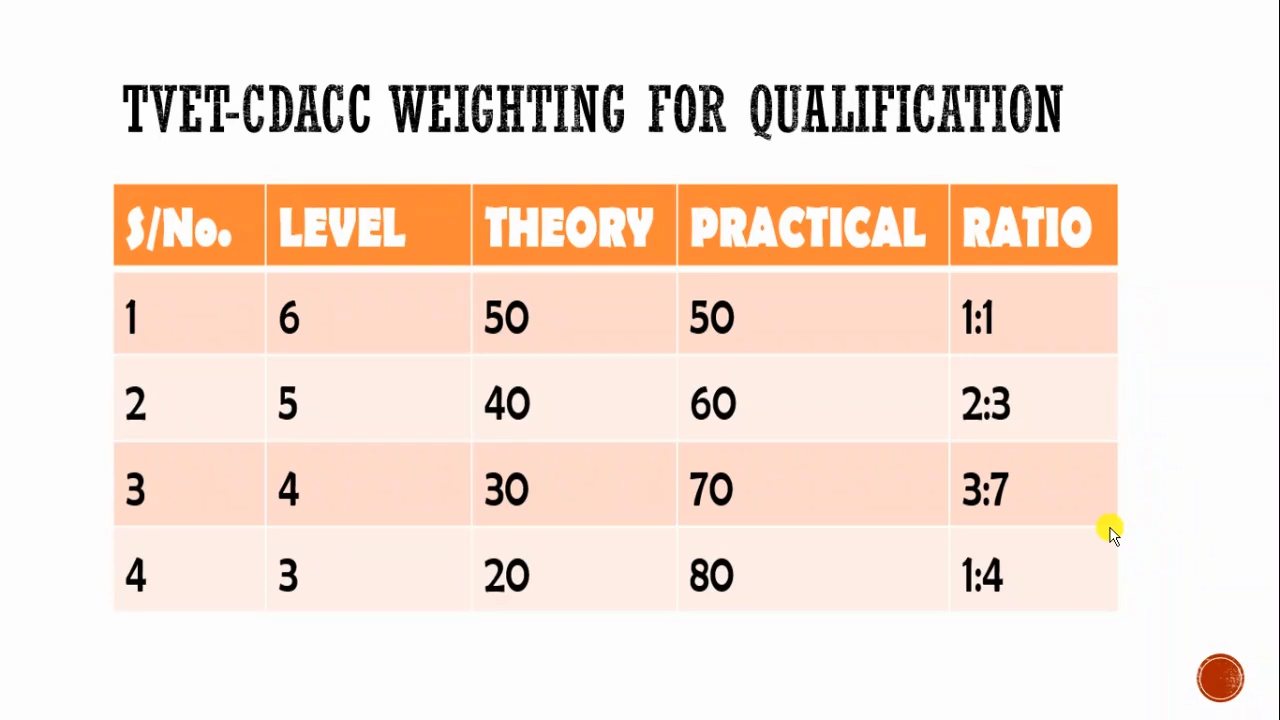 TVET-CDACC WEIGHTING FOR QUALIFICATION
S/No. LEVEL THEORY PRACTICAL RATIO
1 6 50 50 1:1
2 5 40 60 2:3
3 4 30 70 3:7
4 3 20 80 1:4